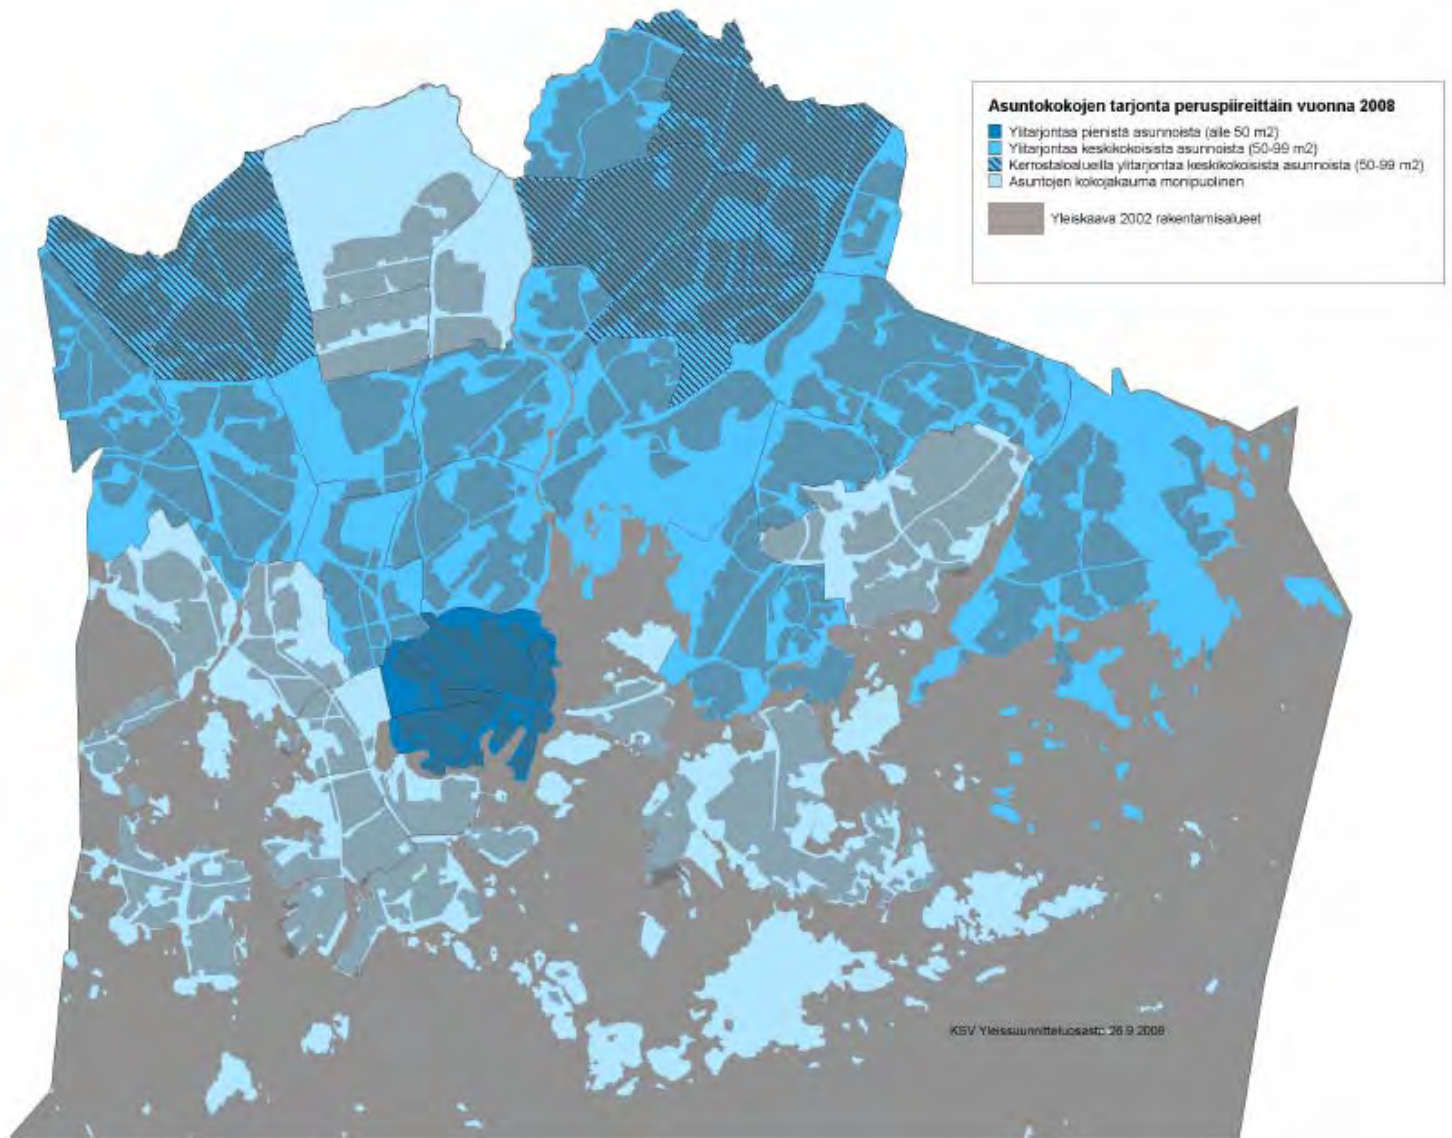 Asuntokokojen tarjonta peruspiireittäin vuonna 2008
Ylitarjontaa pienistä asunnoista (alle 50 m2)
Ylitarjontaa keskikokoisista asunnoista (50-99 m2)
Kerrostaloalueilla ylitarjontaa keskikokoisista asunnoista (50-99 m2)
Asuntojen kokojakauma monipuolinen
Yleiskaava 2002 rakentamisalueet
KSV Yleissuunnitteluosasto 26.9.2008